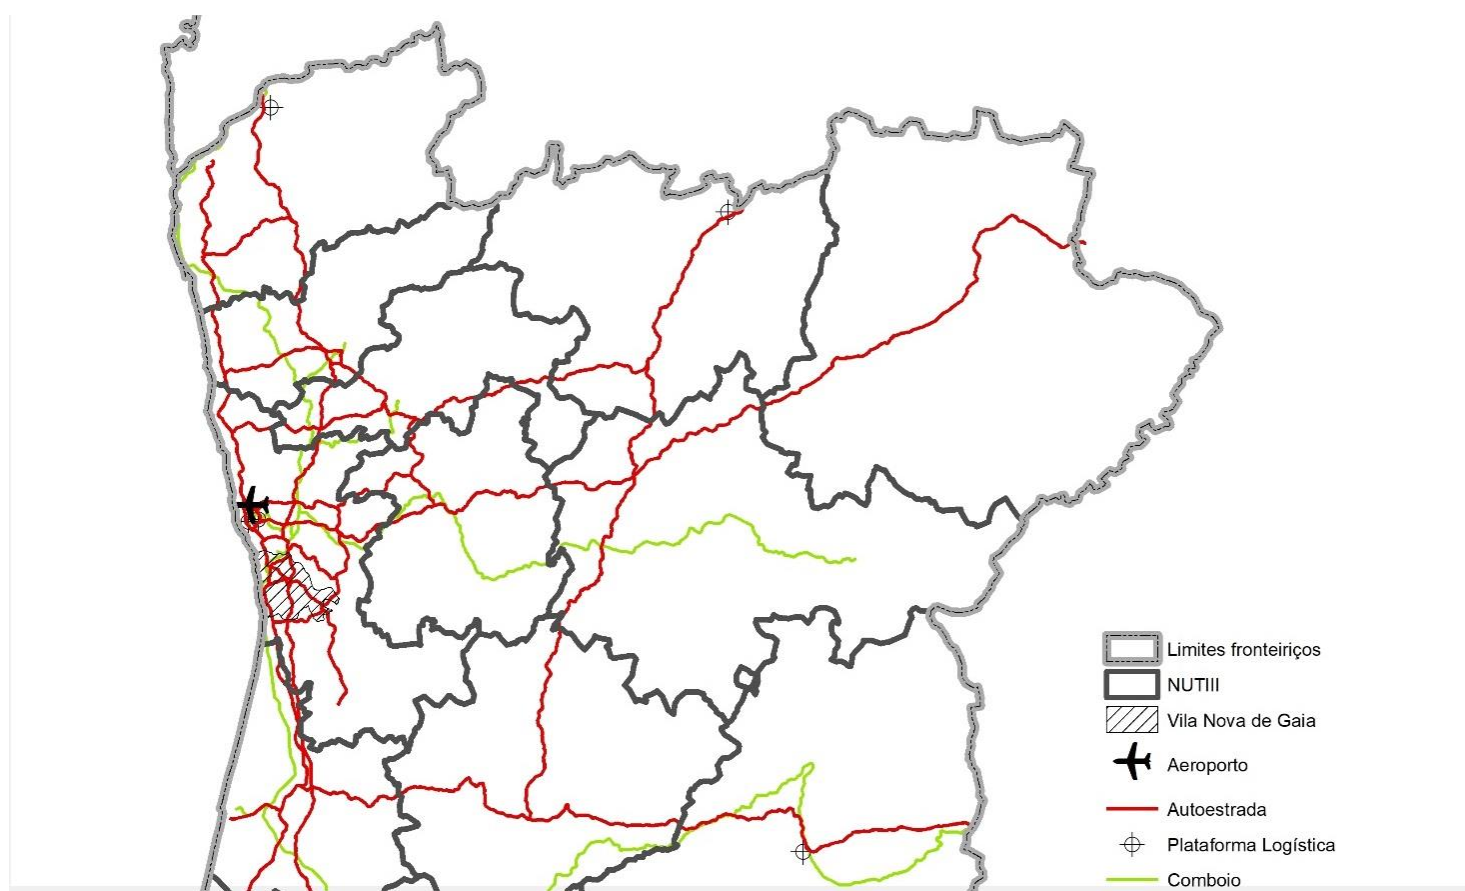 Limites fronteiriços
NUTIII
Vila Nova de Gaia
Aeroporto
Autoestrada
Plataforma Logística
Comboio